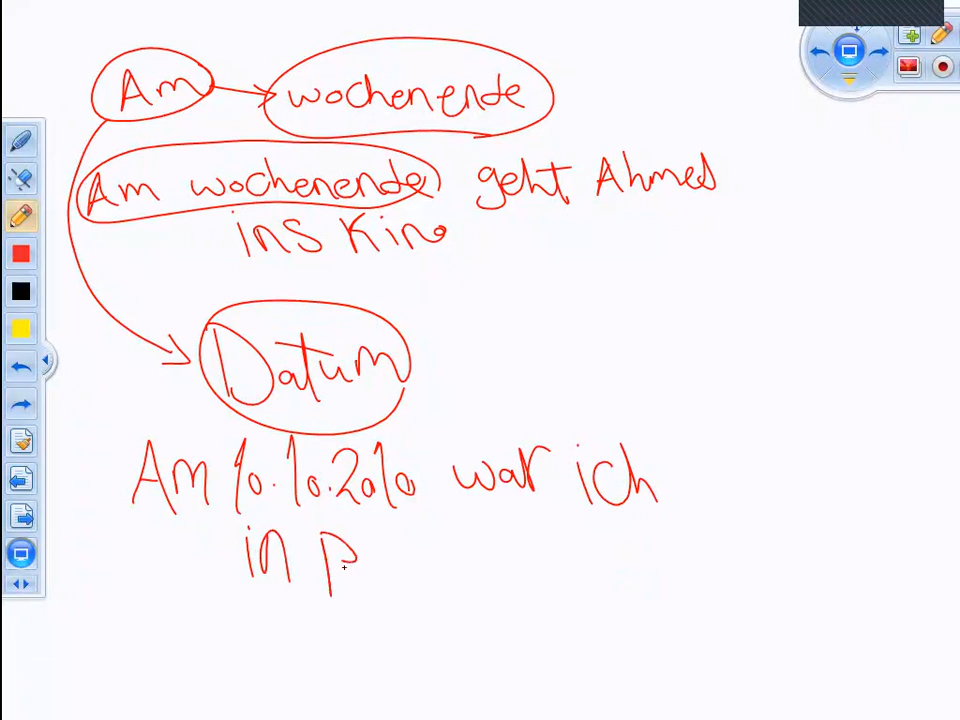 Am → wochenende
Am wochenende geht Ahmed
ins Kino
Datum
Am 10.10.2010 war ich
in P